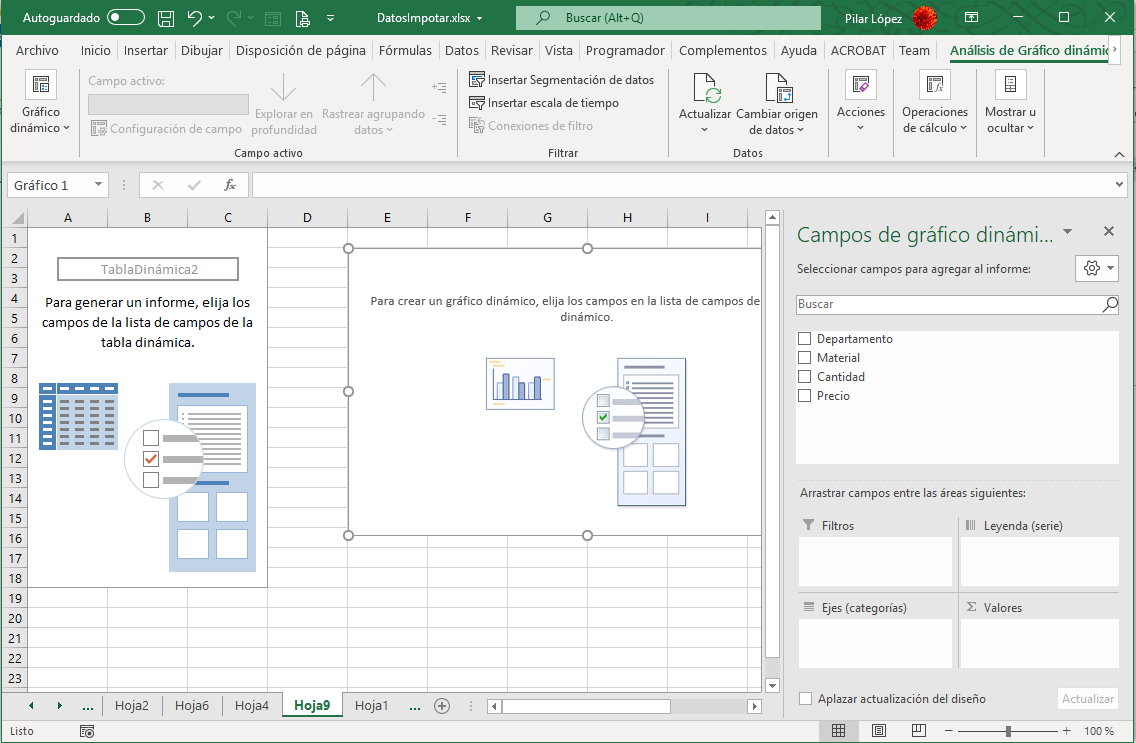 Autoguardado
DatosImpotar.xlsx
Buscar (Alt+Q)
Pilar López
Archivo
Inicio
Insertar
Dibujar
Disposición de página
Fórmulas
Datos
Revisar
Vista
Programador
Complementos
Ayuda
ACROBAT
Team
Análisis de Gráfico dinámic
Gráfico
dinámico
Campo activo:
Configuración de campo
Explorar en
profundidad
Rastrear agrupando
datos
Campo activo
Insertar Segmentación de datos
Insertar escala de tiempo
Conexiones de filtro
Filtrar
Actualizar
Cambiar origen
de datos
Datos
Acciones
Operaciones
de cálculo
Mostrar u
ocultar
Gráfico 1
fx
A B C D E F G H I
1
2
3
4
5
6
7
8
9
10
11
12
13
14
15
16
17
18
19
20
21
22
23
TablaDinámica2
Para generar un informe, elija los
campos de la lista de campos de la
tabla dinámica.
Para crear un gráfico dinámico, elija los campos en la lista de campos de
dinámico.
Campos de gráfico dinámi...
Seleccionar campos para agregar al informe:
Buscar
Departamento
Material
Cantidad
Precio
Arrastrar campos entre las áreas siguientes:
Filtros
Leyenda (serie)
Ejes (categorías)
Σ Valores
Aplazar actualización del diseño
Actualizar
...
Hoja2
Hoja6
Hoja4
Hoja9
Hoja1
...
Listo
100 %